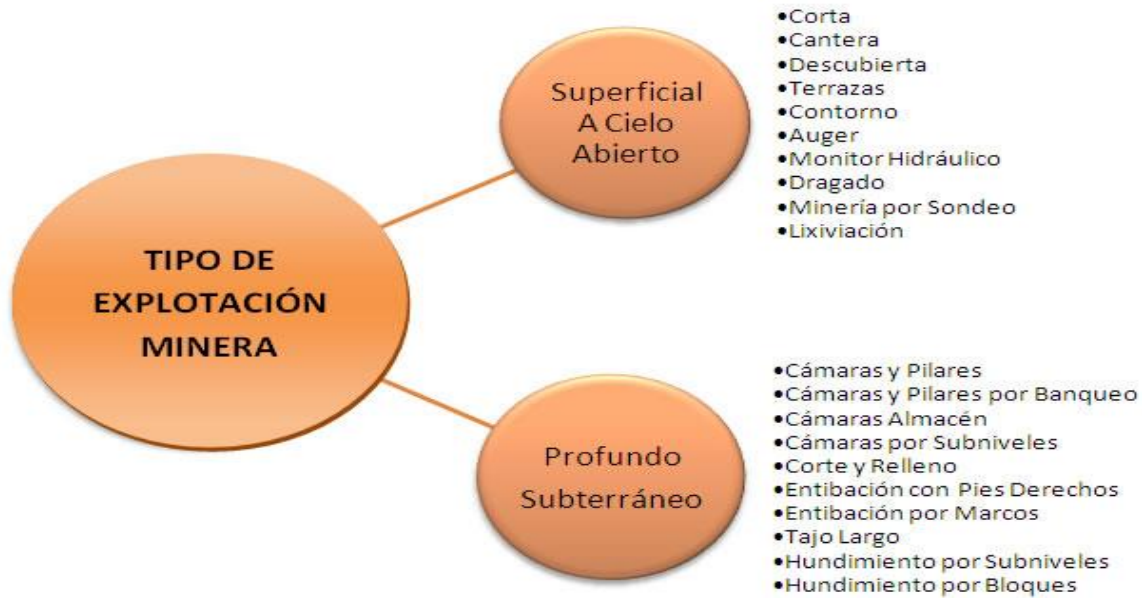 TIPO DE
EXPLOTACIÓN
MINERA
Superficial
A Cielo
Abierto
•Corta
•Cantera
•Descubierta
•Terrazas
•Contorno
•Auger
•Monitor Hidráulico
•Dragado
•Minería por Sondeo
•Lixiviación
Profundo
Subterráneo
•Cámaras y Pilares
•Cámaras y Pilares por Banqueo
•Cámaras Almacén
•Cámaras por Subniveles
•Corte y Relleno
•Entibación con Pies Derechos
•Entibación por Marcos
•Tajo Largo
•Hundimiento por Subniveles
•Hundimiento por Bloques